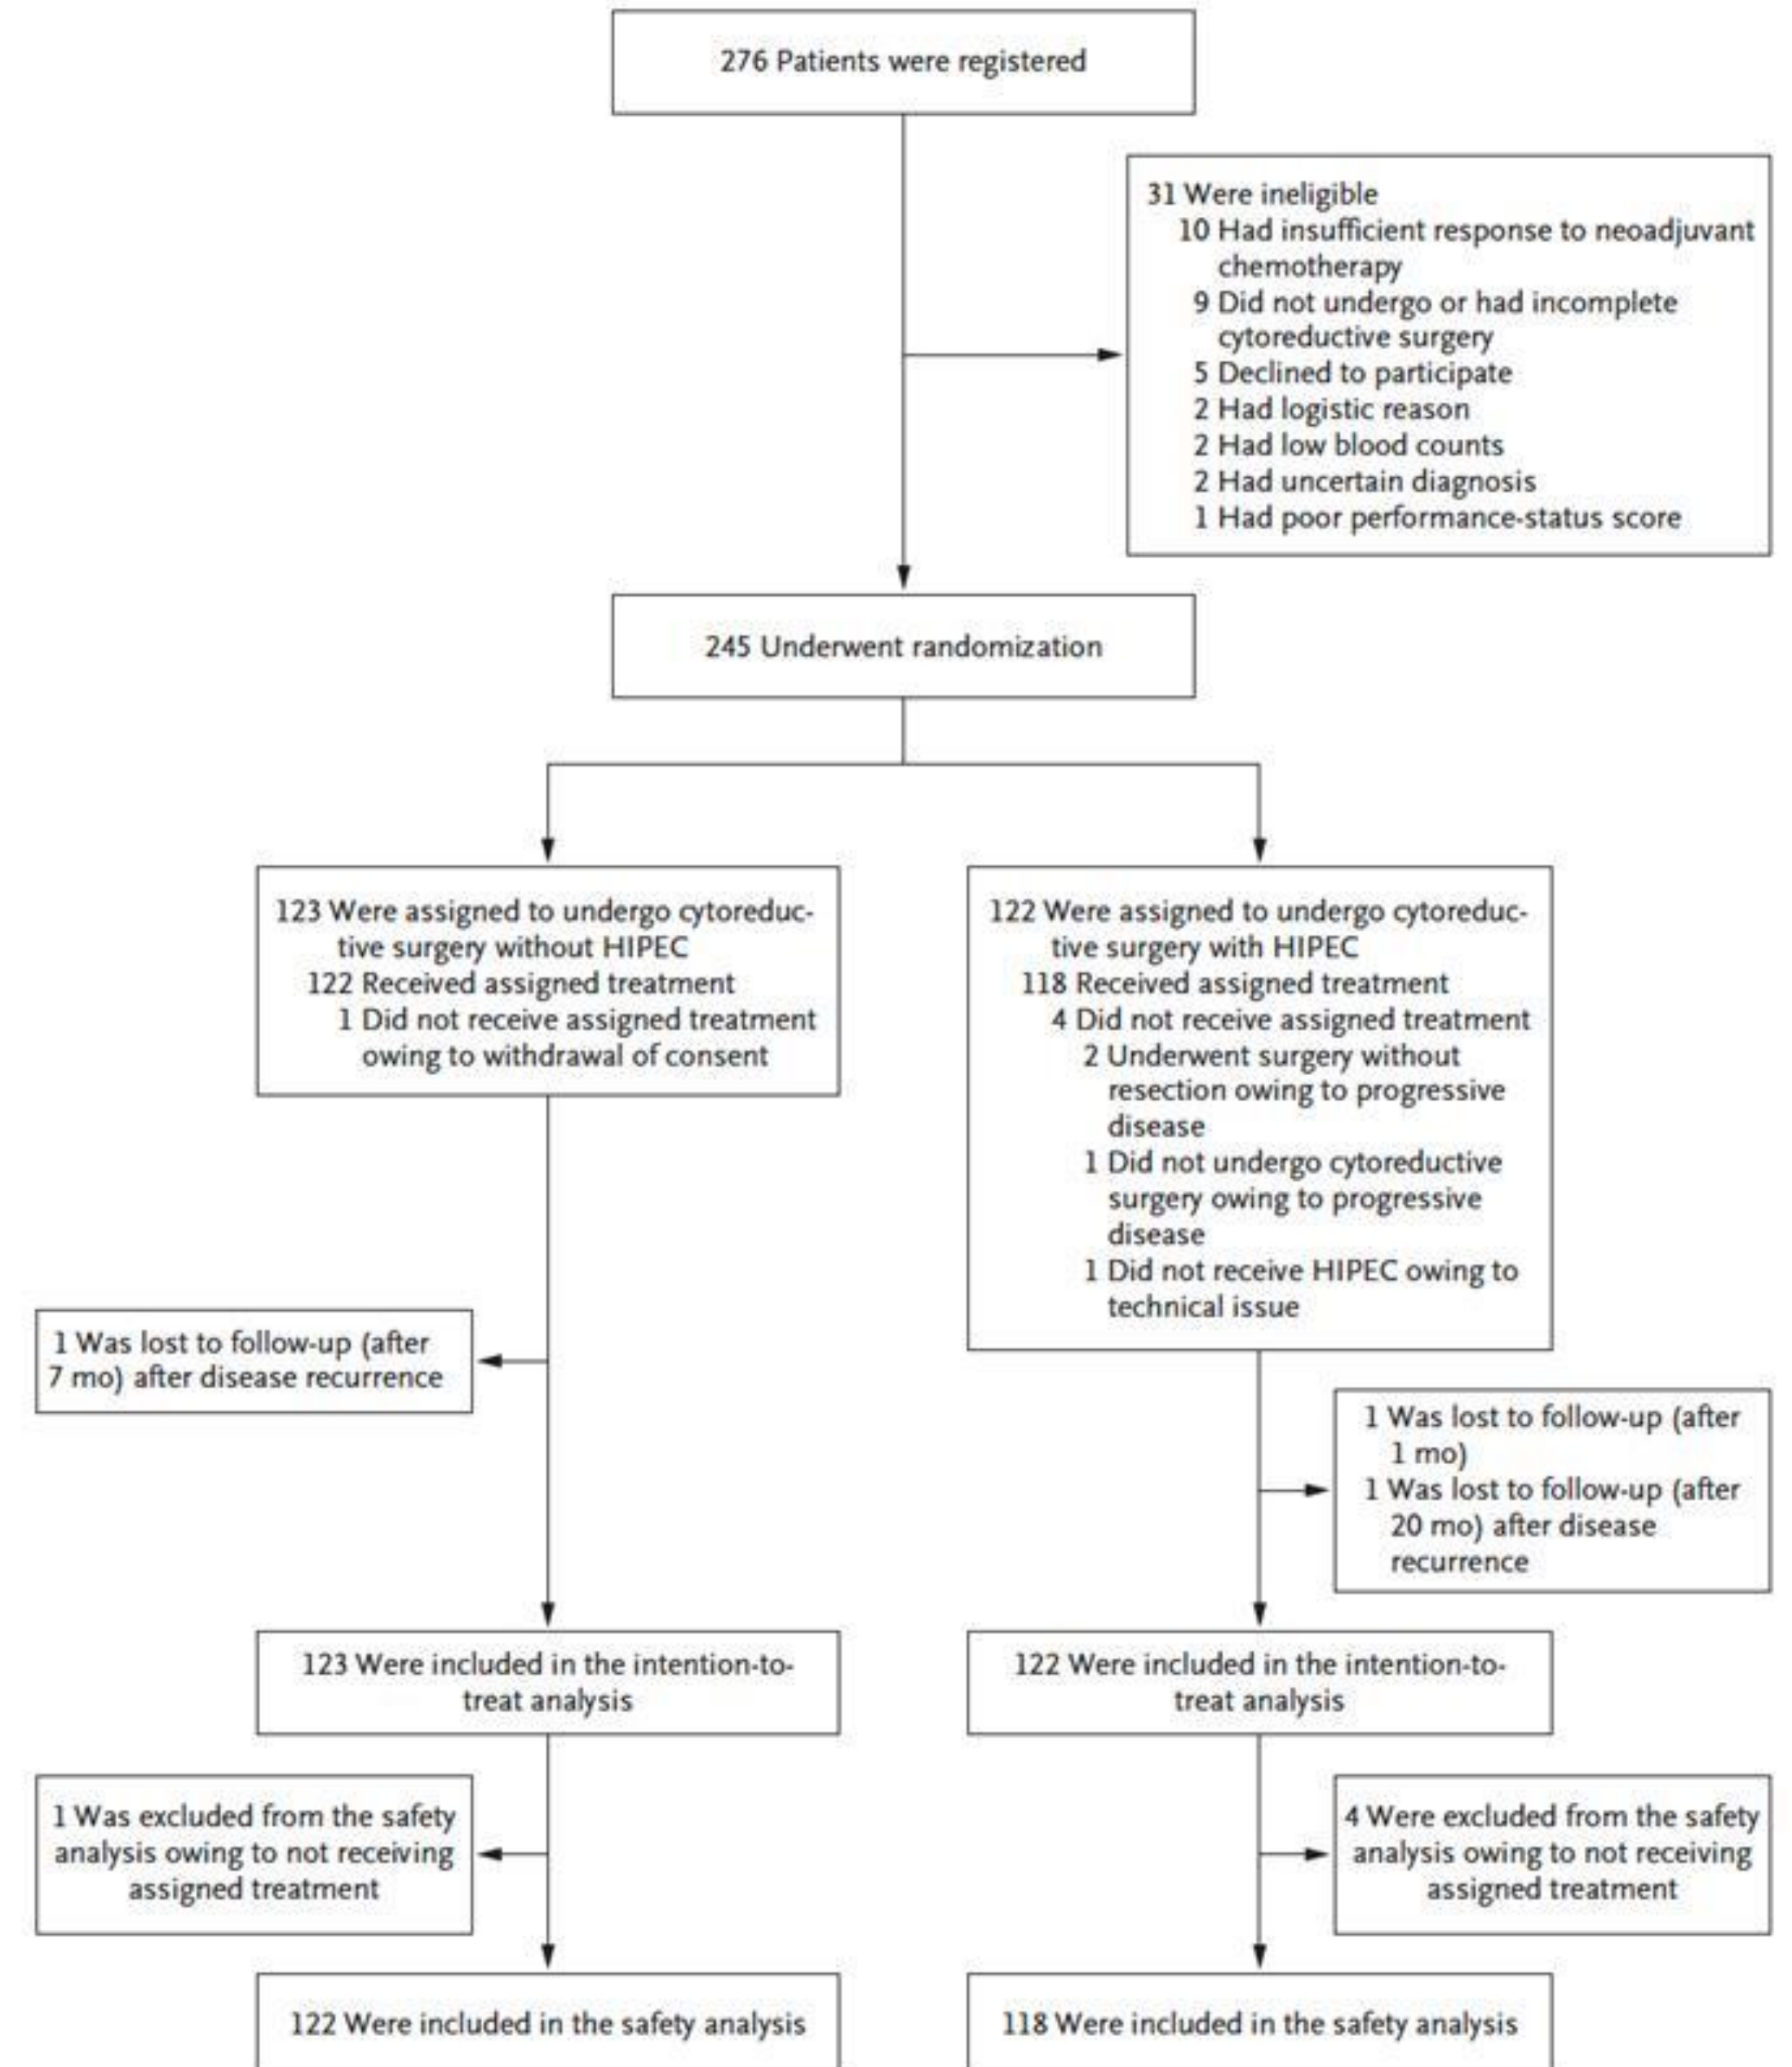 276 Patients were registered
31 Were ineligible
10 Had insufficient response to neoadjuvant
chemotherapy
9 Did not undergo or had incomplete
cytoreductive surgery
5 Declined to participate
2 Had logistic reason
2 Had low blood counts
2 Had uncertain diagnosis
1 Had poor performance-status score
245 Underwent randomization
123 Were assigned to undergo cytoreduc-
tive surgery without HIPEC
122 Received assigned treatment
1 Did not receive assigned treatment
owing to withdrawal of consent
122 Were assigned to undergo cytoreduc-
tive surgery with HIPEC
118 Received assigned treatment
4 Did not receive assigned treatment
2 Underwent surgery without
resection owing to progressive
disease
1 Did not undergo cytoreductive
surgery owing to progressive
disease
1 Did not receive HIPEC owing to
technical issue
1 Was lost to follow-up (after
7 mo) after disease recurrence
1 Was lost to follow-up (after
1 mo)
1 Was lost to follow-up (after
20 mo) after disease
recurrence
123 Were included in the intention-to-
treat analysis
122 Were included in the intention-to-
treat analysis
1 Was excluded from the safety
analysis owing to not receiving
assigned treatment
4 Were excluded from the safety
analysis owing to not receiving
assigned treatment
122 Were included in the safety analysis
118 Were included in the safety analysis